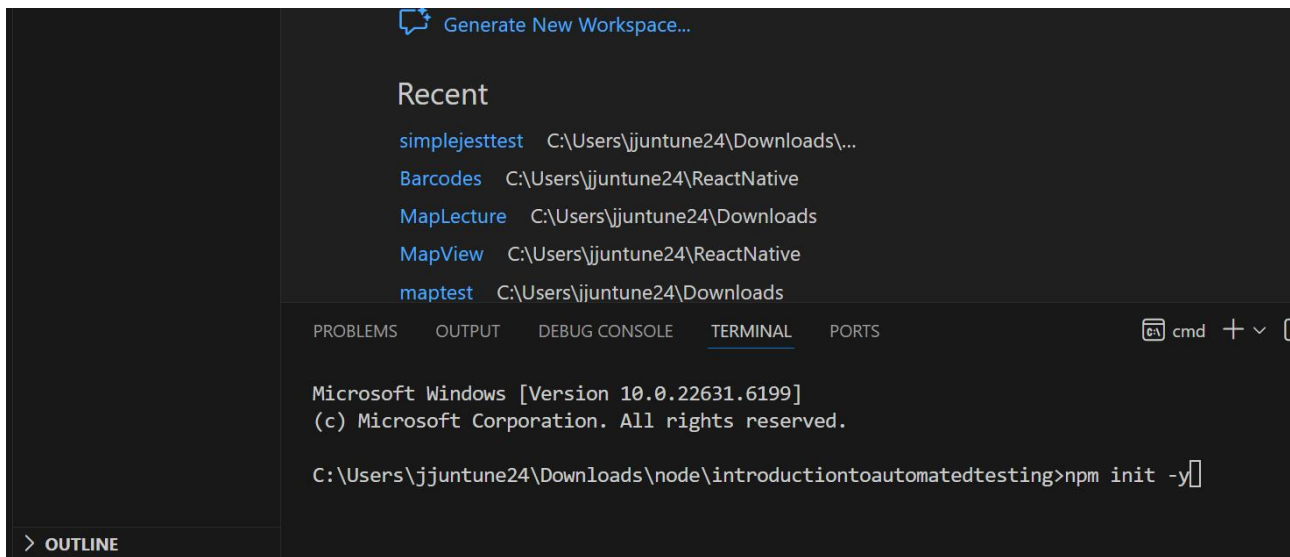 Generate New Workspace...
Recent
simplejesttest C:\Users\jjuntune24\Downloads\...
Barcodes C:\Users\jjuntune24\ReactNative
MapLecture C:\Users\jjuntune24\Downloads
MapView C:\Users\jjuntune24\ReactNative
maptest C:\Users\jjuntune24\Downloads
PROBLEMS OUTPUT DEBUG CONSOLE TERMINAL PORTS cmd
Microsoft Windows [Version 10.0.22631.6199]
(c) Microsoft Corporation. All rights reserved.
C:\Users\jjuntune24\Downloads\node\introductiontoautomatedtesting>npm init -y
OUTLINE